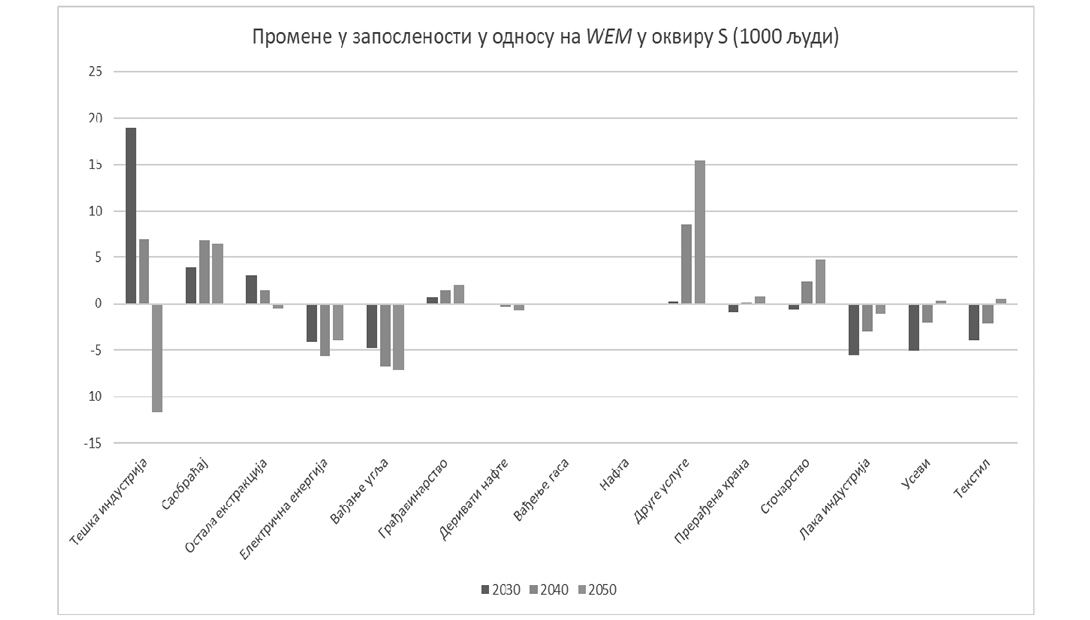 Промене у запослености у односу на WEM у оквиру S (1000 људи)
25
20
15
10
5
0
-5
10
-15
Тешка индустрија
Саобраћај
Остала екстракција
Електрична енергија
Вађање угља
Грађавинарство
Деривати нафте
Вађење гаса
Нафта
Друге услуге
Прерађена храна
Сточарство
Лака индустрија
Усеви
Текстил
2030 2040 2050